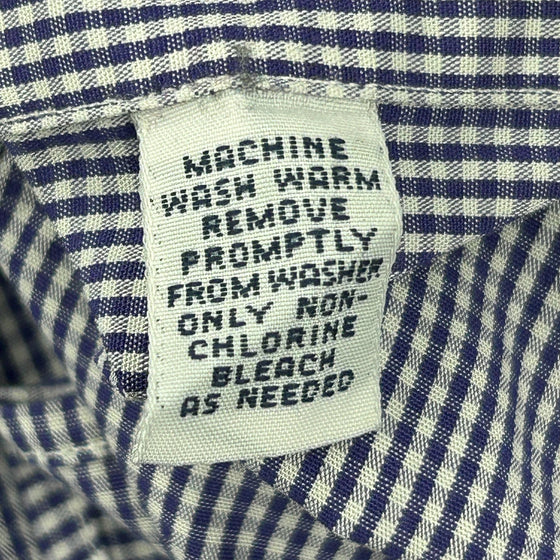 MACHINE
WASH WARM
REMOVE
PROMPTLY
FROM WASHER
ONLY NON-
CHLORINE
BLEACH
AS NEEDED